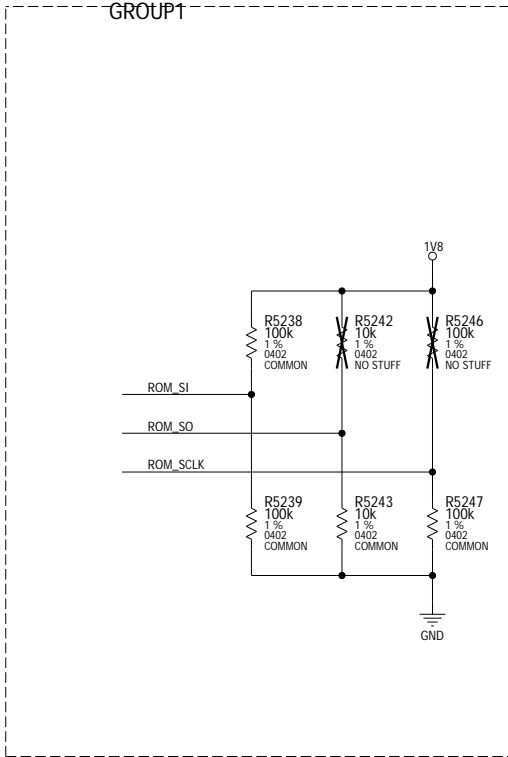 GROUP1
1V8
R5238
100k
1 %
0402
COMMON
R5242
10k
1 %
0402
NO STUFF
R5246
100k
1 %
0402
NO STUFF
ROM_SI
ROM_SO
ROM_SCLK
R5239
100k
1 %
0402
COMMON
R5243
10k
1 %
0402
COMMON
R5247
100k
1 %
0402
COMMON
GND